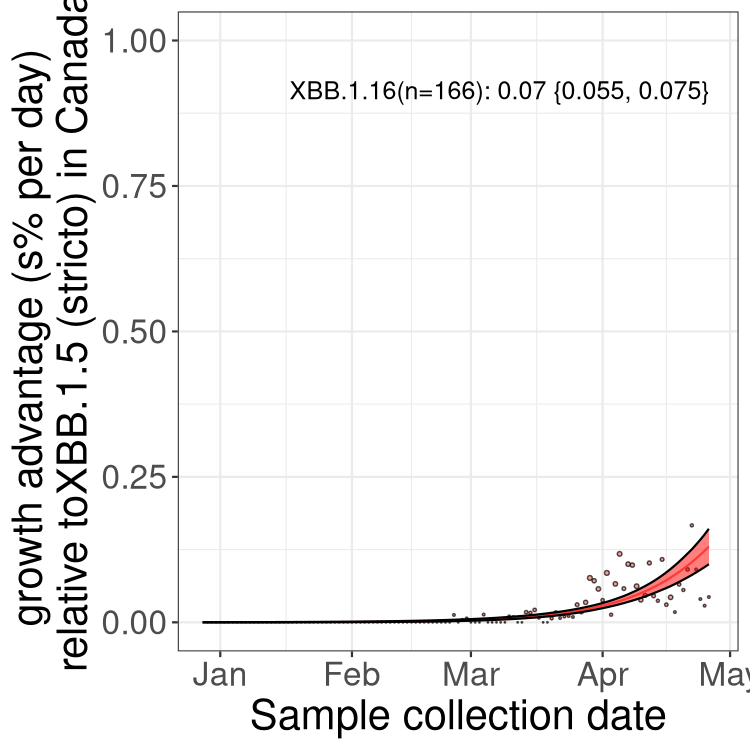 growth advantage (s% per day)
relative toXBB.1.5 (stricto) in Canada
1.00
0.75
0.50
0.25
0.00
XBB.1.16(n=166): 0.07 {0.055, 0.075}
Jan Feb Mar Apr May
Sample collection date